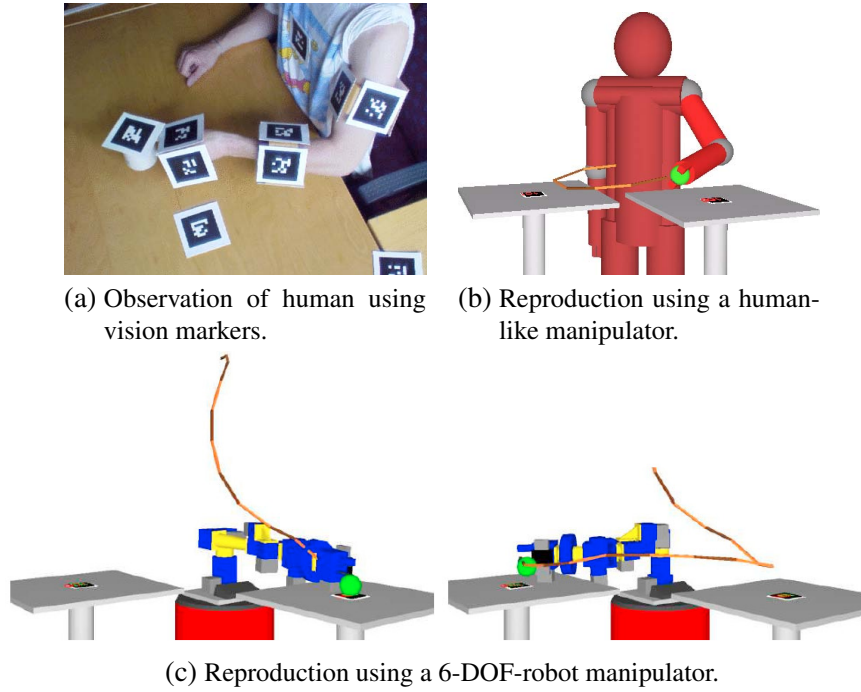 (a) Observation of human using
vision markers.
(b) Reproduction using a human-
like manipulator.
(c) Reproduction using a 6-DOF-robot manipulator.